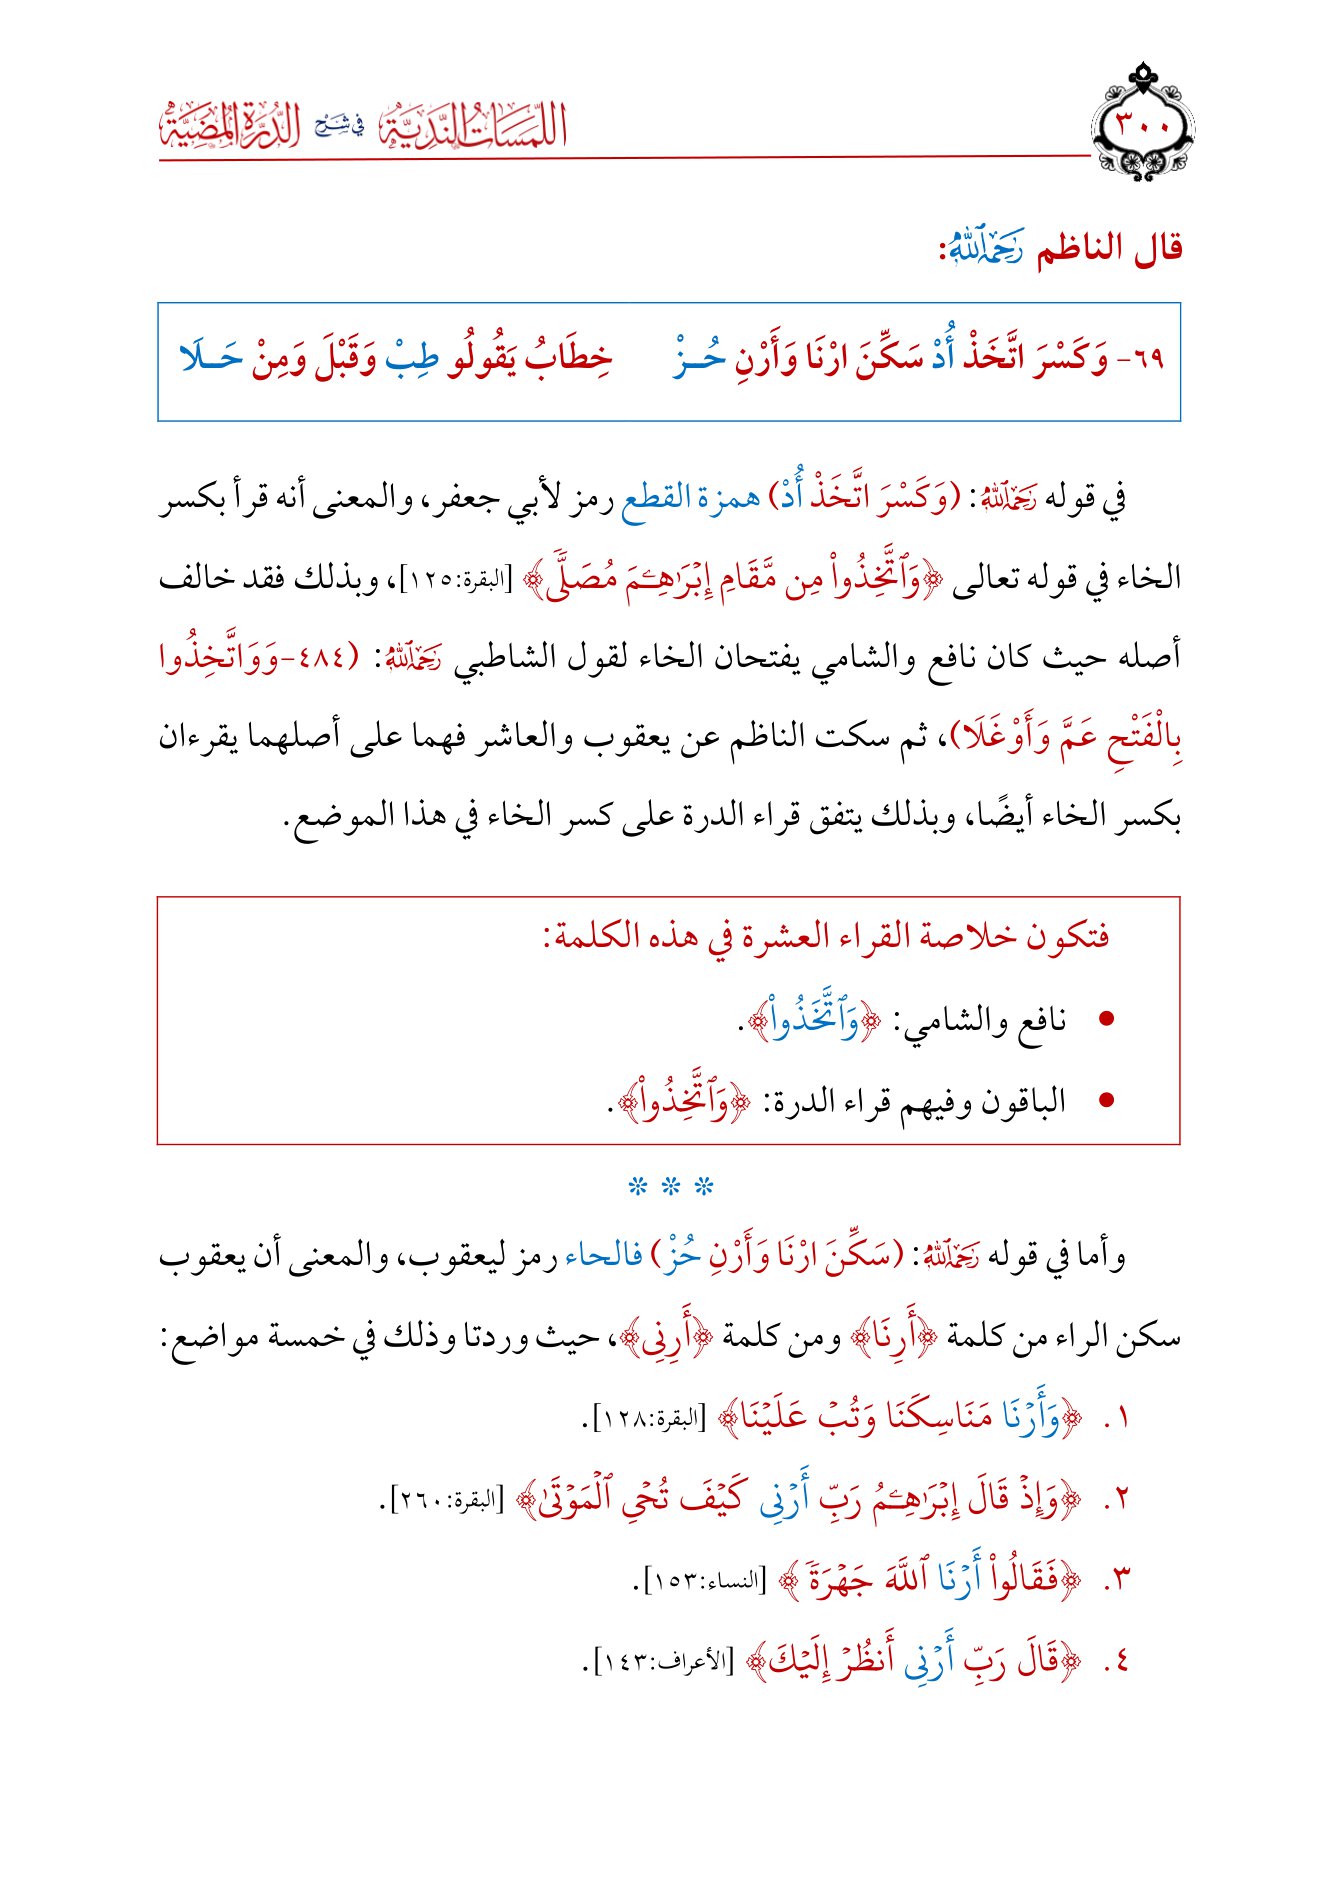 ٣٠٠
اللَّمَسَاتُ النَّدِيَّةُ فِي شَرْحِ الدُّرَّةِ الْمُضِيَّةِ
قال الناظم رَحِمَهُ ٱللَّهُ:
٦٩- وَكَسْرَ اتَّخَذْ أُدْ سَكِّنَ ارْنَا وَأَرْنِ حُـزْ خِطَابُ يَقُولُو طِبْ وَقَبْلَ وَمِنْ حَـلَا
في قوله رَحِمَهُ ٱللَّهُ: (وَكَسْرَ اتَّخَذْ أُدْ) همزة القطع رمز لأبي جعفر، والمعنى أنه قرأ بكسر
الخاء في قوله تعالى ﴿وَٱتَّخِذُوا۟ مِن مَّقَامِ إِبْرَٰهِـۧمَ مُصَلًّى﴾ [البقرة:١٢٥]، وبذلك فقد خالف
أصله حيث كان نافع والشامي يفتحان الخاء لقول الشاطبي رَحِمَهُ ٱللَّهُ: (٤٨٤-وَوَاتَّخِذُوا
بِالْفَتْحِ عَمَّ وَأَوْغَلَا)، ثم سكت الناظم عن يعقوب والعاشر فهما على أصلهما يقرءان
بكسر الخاء أيضًا، وبذلك يتفق قراء الدرة على كسر الخاء في هذا الموضع.
فتكون خلاصة القراء العشرة في هذه الكلمة:
• نافع والشامي: ﴿وَٱتَّخَذُوا۟﴾.
• الباقون وفيهم قراء الدرة: ﴿وَٱتَّخِذُوا۟﴾.
* * *
وأما في قوله رَحِمَهُ ٱللَّهُ: (سَكِّنَ ارْنَا وَأَرْنِ حُزْ) فالحاء رمز ليعقوب، والمعنى أن يعقوب
سكن الراء من كلمة ﴿أَرِنَا﴾ ومن كلمة ﴿أَرِنِى﴾، حيث وردتا وذلك في خمسة مواضع:
١. ﴿وَأَرْنَا مَنَاسِكَنَا وَتُبْ عَلَيْنَا﴾ [البقرة:١٢٨].
٢. ﴿وَإِذْ قَالَ إِبْرَٰهِـۧمُ رَبِّ أَرْنِى كَيْفَ تُحْىِ ٱلْمَوْتَىٰ﴾ [البقرة:٢٦٠].
٣. ﴿فَقَالُوا۟ أَرْنَا ٱللَّهَ جَهْرَةً﴾ [النساء:١٥٣].
٤. ﴿قَالَ رَبِّ أَرْنِى أَنظُرْ إِلَيْكَ﴾ [الأعراف:١٤٣].